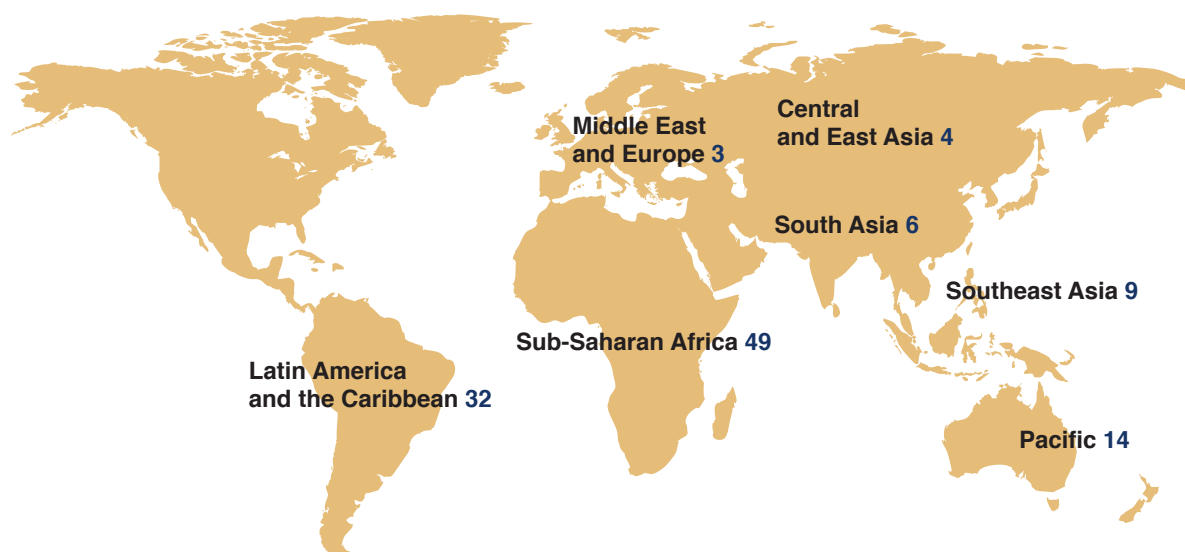 Middle East
and Europe 3
Central
and East Asia 4
South Asia 6
Southeast Asia 9
Sub-Saharan Africa 49
Latin America
and the Caribbean 32
Pacific 14